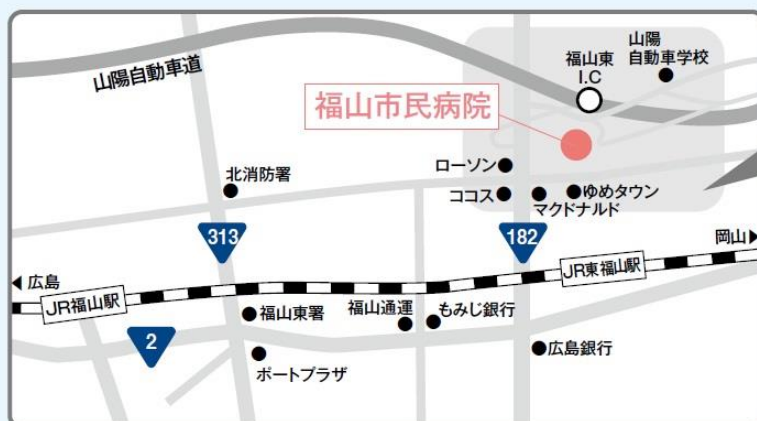 山陽自動車道
福山東
I.C
山陽
自動車学校
福山市民病院
ローソン
北消防署
ココス
マクドナルド
ゆめタウン
313
182
岡山▶
◀広島
JR福山駅
JR東福山駅
福山東署
福山通運
もみじ銀行
2
広島銀行
ポートプラザ